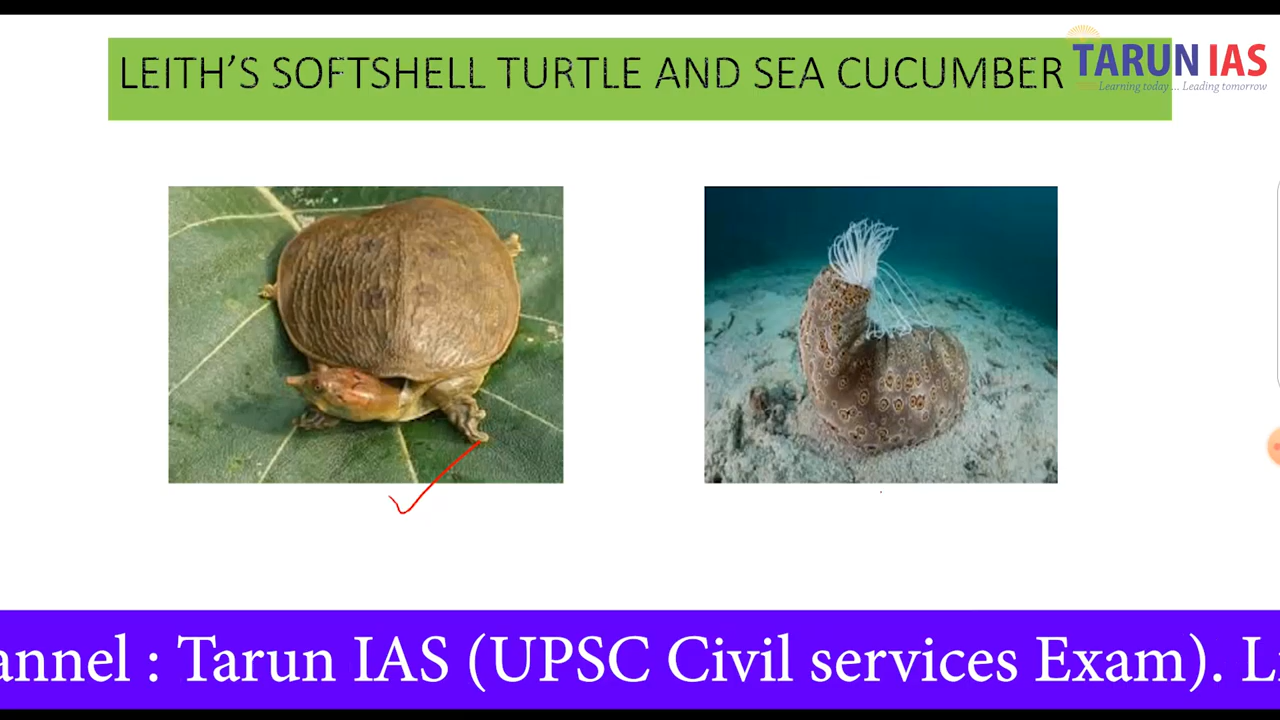 LEITH'S SOFTSHELL TURTLE AND SEA CUCUMBER
TARUN IAS
Learning today ... Leading tomorrow
annel : Tarun IAS (UPSC Civil services Exam). Li